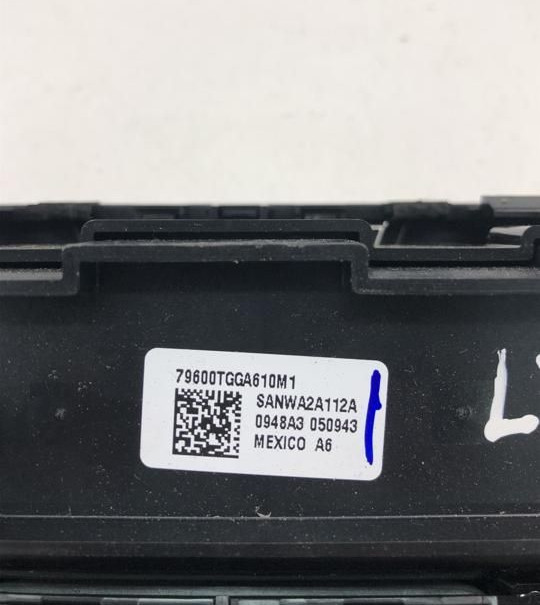 79600TGGA610M1
SANWA2A112A
0948A3 050943
MEXICO A6
L